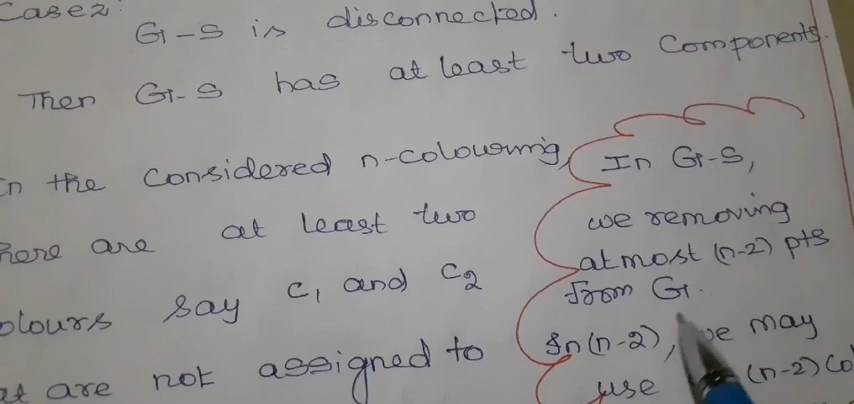 Case 2:
G-S is disconnected.
Then G-S has at least two Components.
In the Considered n-colouring,
there are at least two
colours say c₁ and c₂
are not assigned to
In G-S,
we removing
atmost (n-2) pts
from G.
In (n-2), we may
use (n-2)